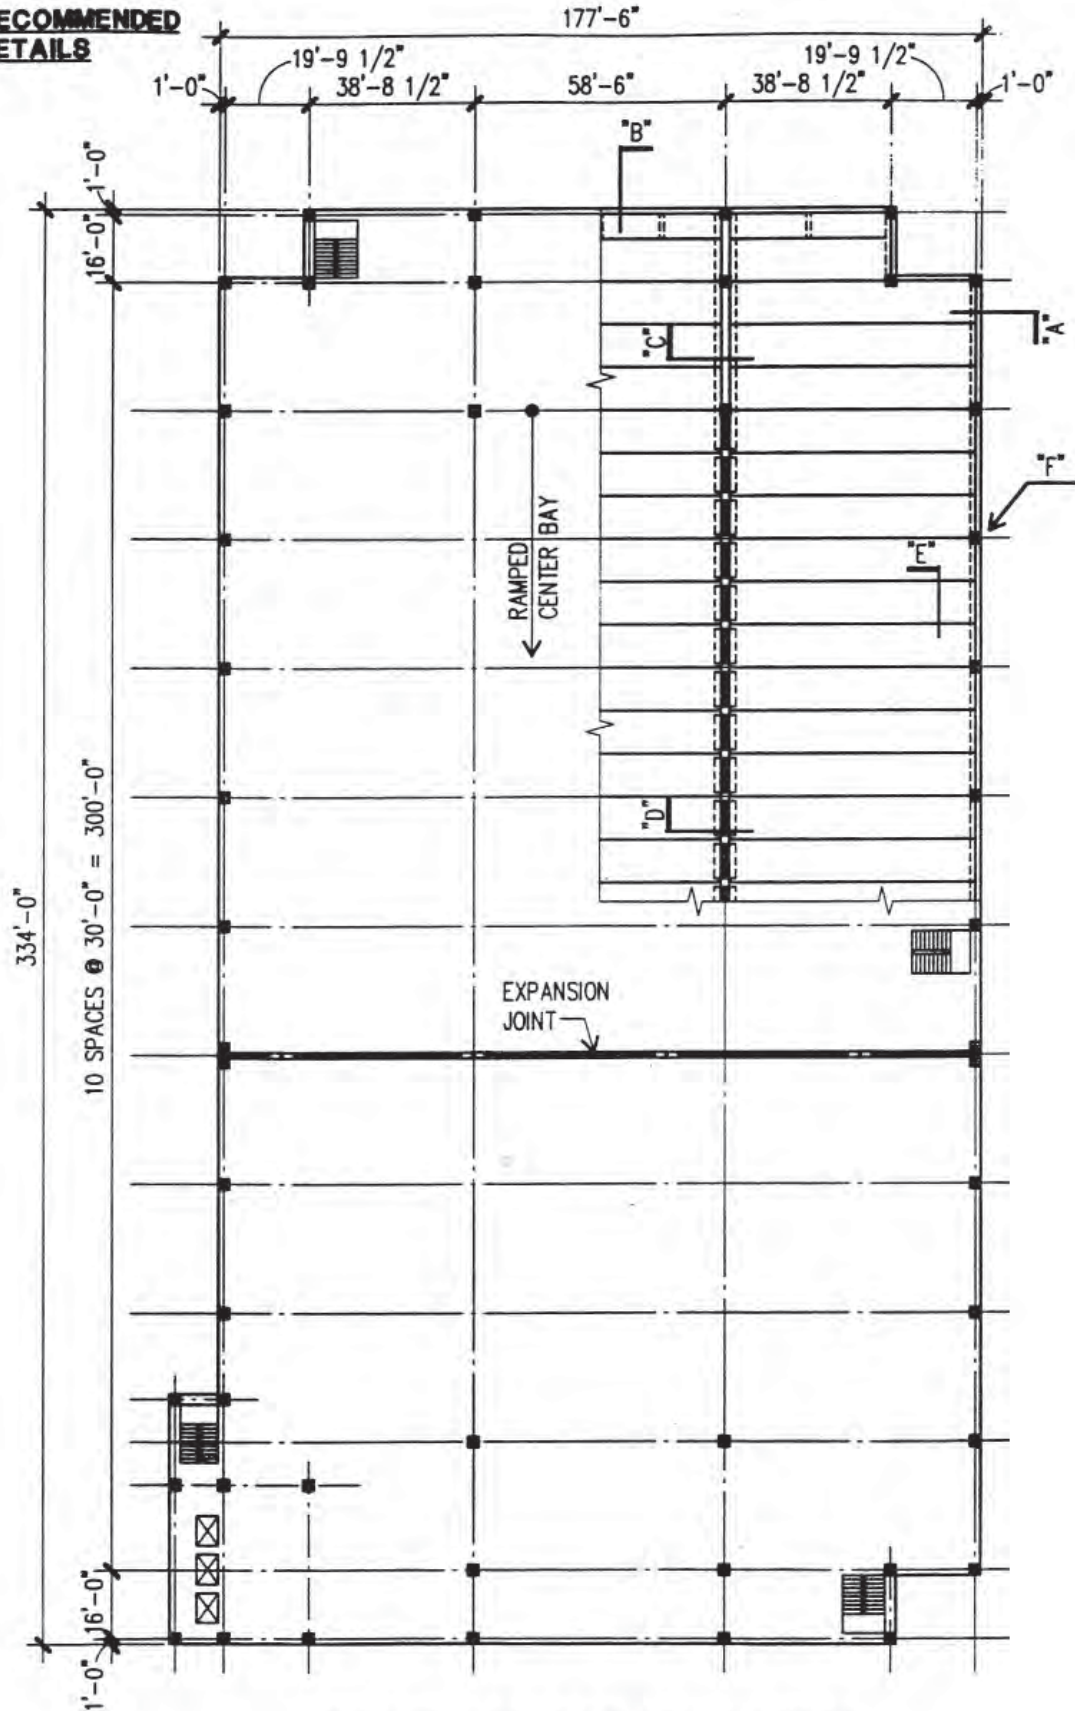 ECOMMENDED
ETAILS
177'-6"
19'-9 1/2"
19'-9 1/2"
1'-0"
38'-8 1/2"
58'-6"
38'-8 1/2"
1'-0"
"B"
1'-0"
16'-0"
"C"
"A"
"F"
RAMPED
CENTER BAY
"E"
"D"
334'-0"
10 SPACES @ 30'-0" = 300'-0"
EXPANSION
JOINT
16'-0"
1'-0"